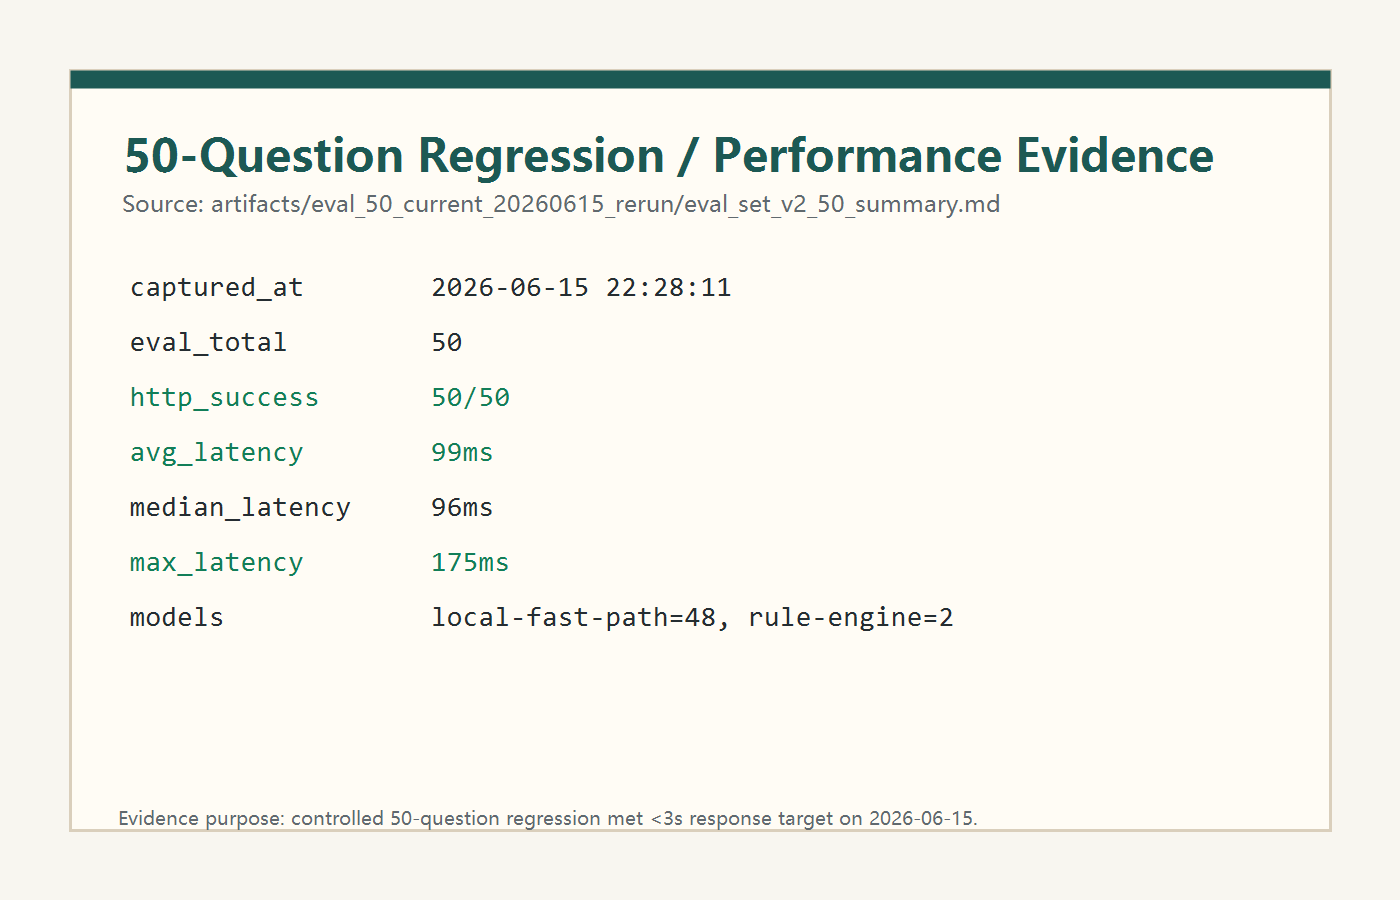 50-Question Regression / Performance Evidence
Source: artifacts/eval_50_current_20260615_rerun/eval_set_v2_50_summary.md
captured_at 2026-06-15 22:28:11
eval_total 50
http_success 50/50
avg_latency 99ms
median_latency 96ms
max_latency 175ms
models local-fast-path=48, rule-engine=2
Evidence purpose: controlled 50-question regression met <3s response target on 2026-06-15.